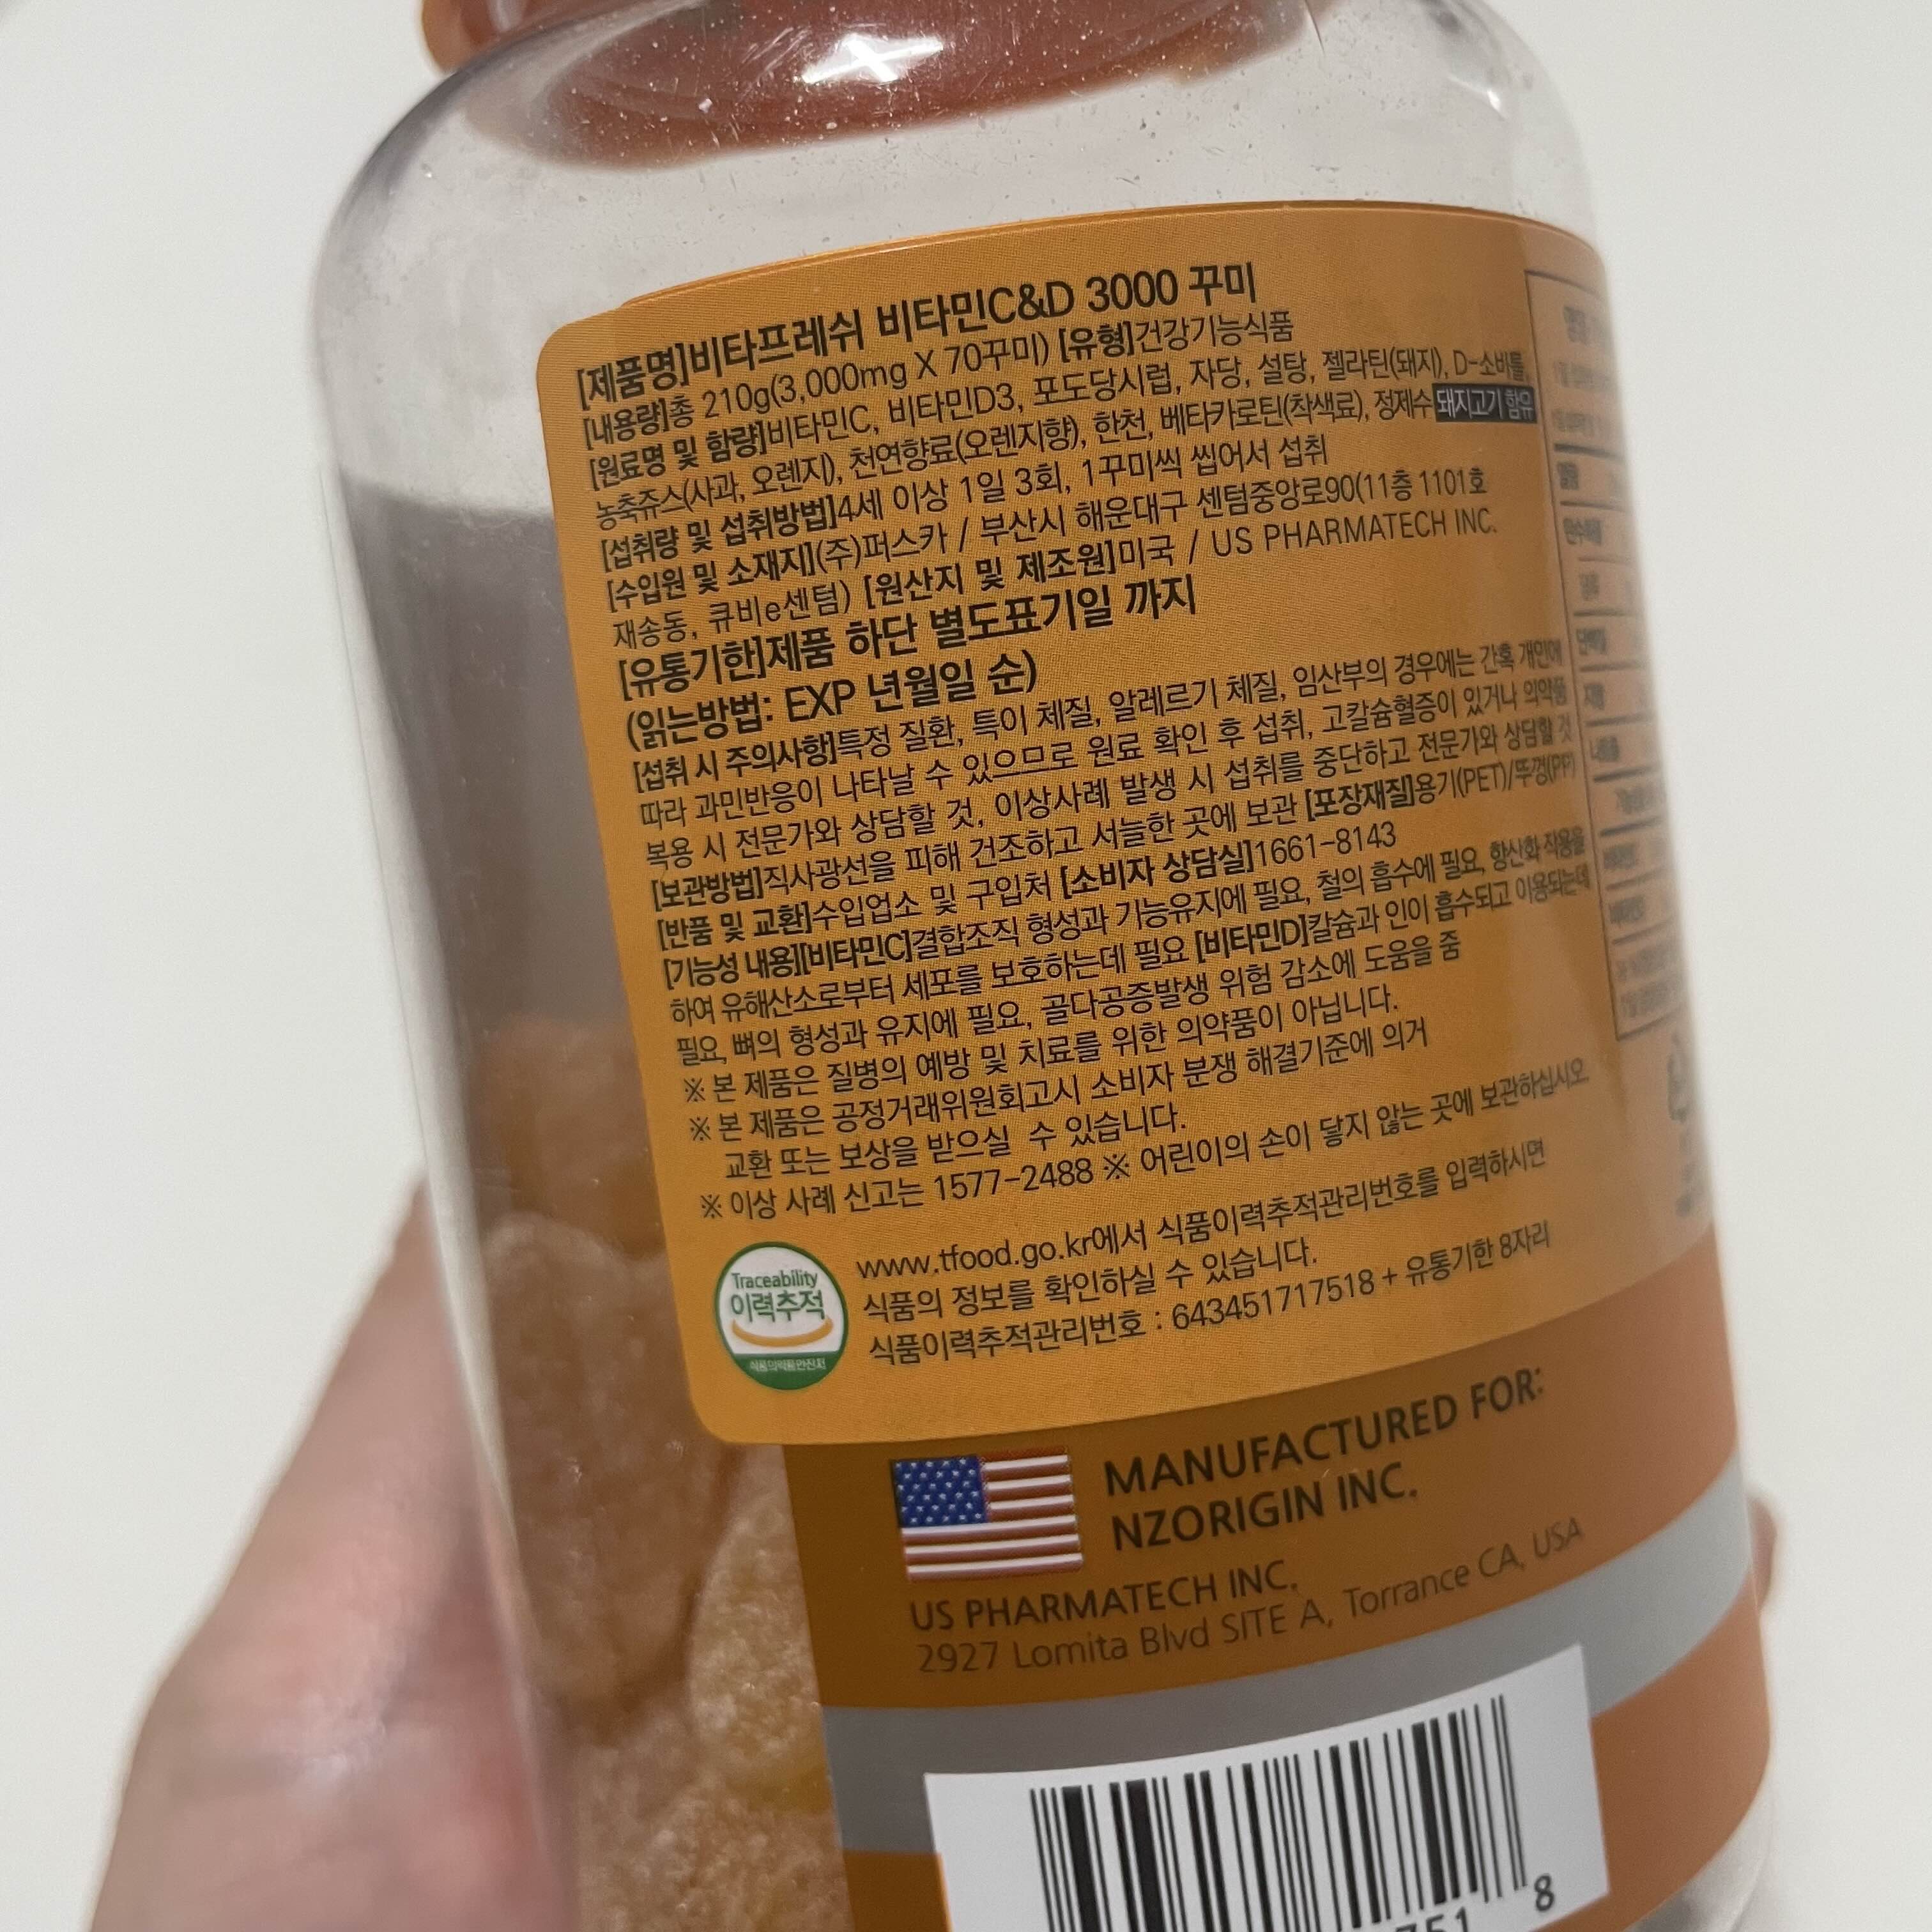 [제품명]비타프레쉬 비타민C&D 3000 꾸미
[내용량]총 210g(3,000mg X 70꾸미) [유형]건강기능식품
[원료명 및 함량]비타민C, 비타민D3, 포도당시럽, 자당, 설탕, 젤라틴(돼지), D-소비톨,
농축쥬스(사과, 오렌지), 천연향료(오렌지향), 한천, 베타카로틴(착색료), 정제수 돼지고기 함유
[섭취량 및 섭취방법]4세 이상 1일 3회, 1꾸미씩 씹어서 섭취
[수입원 및 소재지](주)퍼스카 / 부산시 해운대구 센텀중앙로90(11층 1101호
재송동, 큐비e센텀) [원산지 및 제조원]미국 / US PHARMATECH INC.
[유통기한]제품 하단 별도표기일 까지
(읽는방법: EXP 년월일 순)
[섭취 시 주의사항]특정 질환, 특이 체질, 알레르기 체질, 임산부의 경우에는 간혹 개인에
따라 과민반응이 나타날 수 있으므로 원료 확인 후 섭취, 고칼슘혈증이 있거나 의약품
복용 시 전문가와 상담할 것, 이상사례 발생 시 섭취를 중단하고 전문가와 상담할 것
[보관방법]직사광선을 피해 건조하고 서늘한 곳에 보관 [포장재질]용기(PET)/뚜껑(PP)
[반품 및 교환]수입업소 및 구입처 [소비자 상담실]1661-8143
[기능성 내용][비타민C]결합조직 형성과 기능유지에 필요, 철의 흡수에 필요, 항산화 작용을
하여 유해산소로부터 세포를 보호하는데 필요 [비타민D]칼슘과 인이 흡수되고 이용되는데
필요, 뼈의 형성과 유지에 필요, 골다공증발생 위험 감소에 도움을 줌
※ 본 제품은 질병의 예방 및 치료를 위한 의약품이 아닙니다.
※ 본 제품은 공정거래위원회고시 소비자 분쟁 해결기준에 의거
교환 또는 보상을 받으실 수 있습니다.
※ 이상 사례 신고는 1577-2488 ※ 어린이의 손이 닿지 않는 곳에 보관하십시오.
Traceability
이력추적
식품의약품안전처
www.tfood.go.kr에서 식품이력추적관리번호를 입력하시면
식품의 정보를 확인하실 수 있습니다.
식품이력추적관리번호 : 643451717518 + 유통기한 8자리
MANUFACTURED FOR:
NZORIGIN INC.
US PHARMATECH INC.
2927 Lomita Blvd SITE A, Torrance CA, USA
751 8